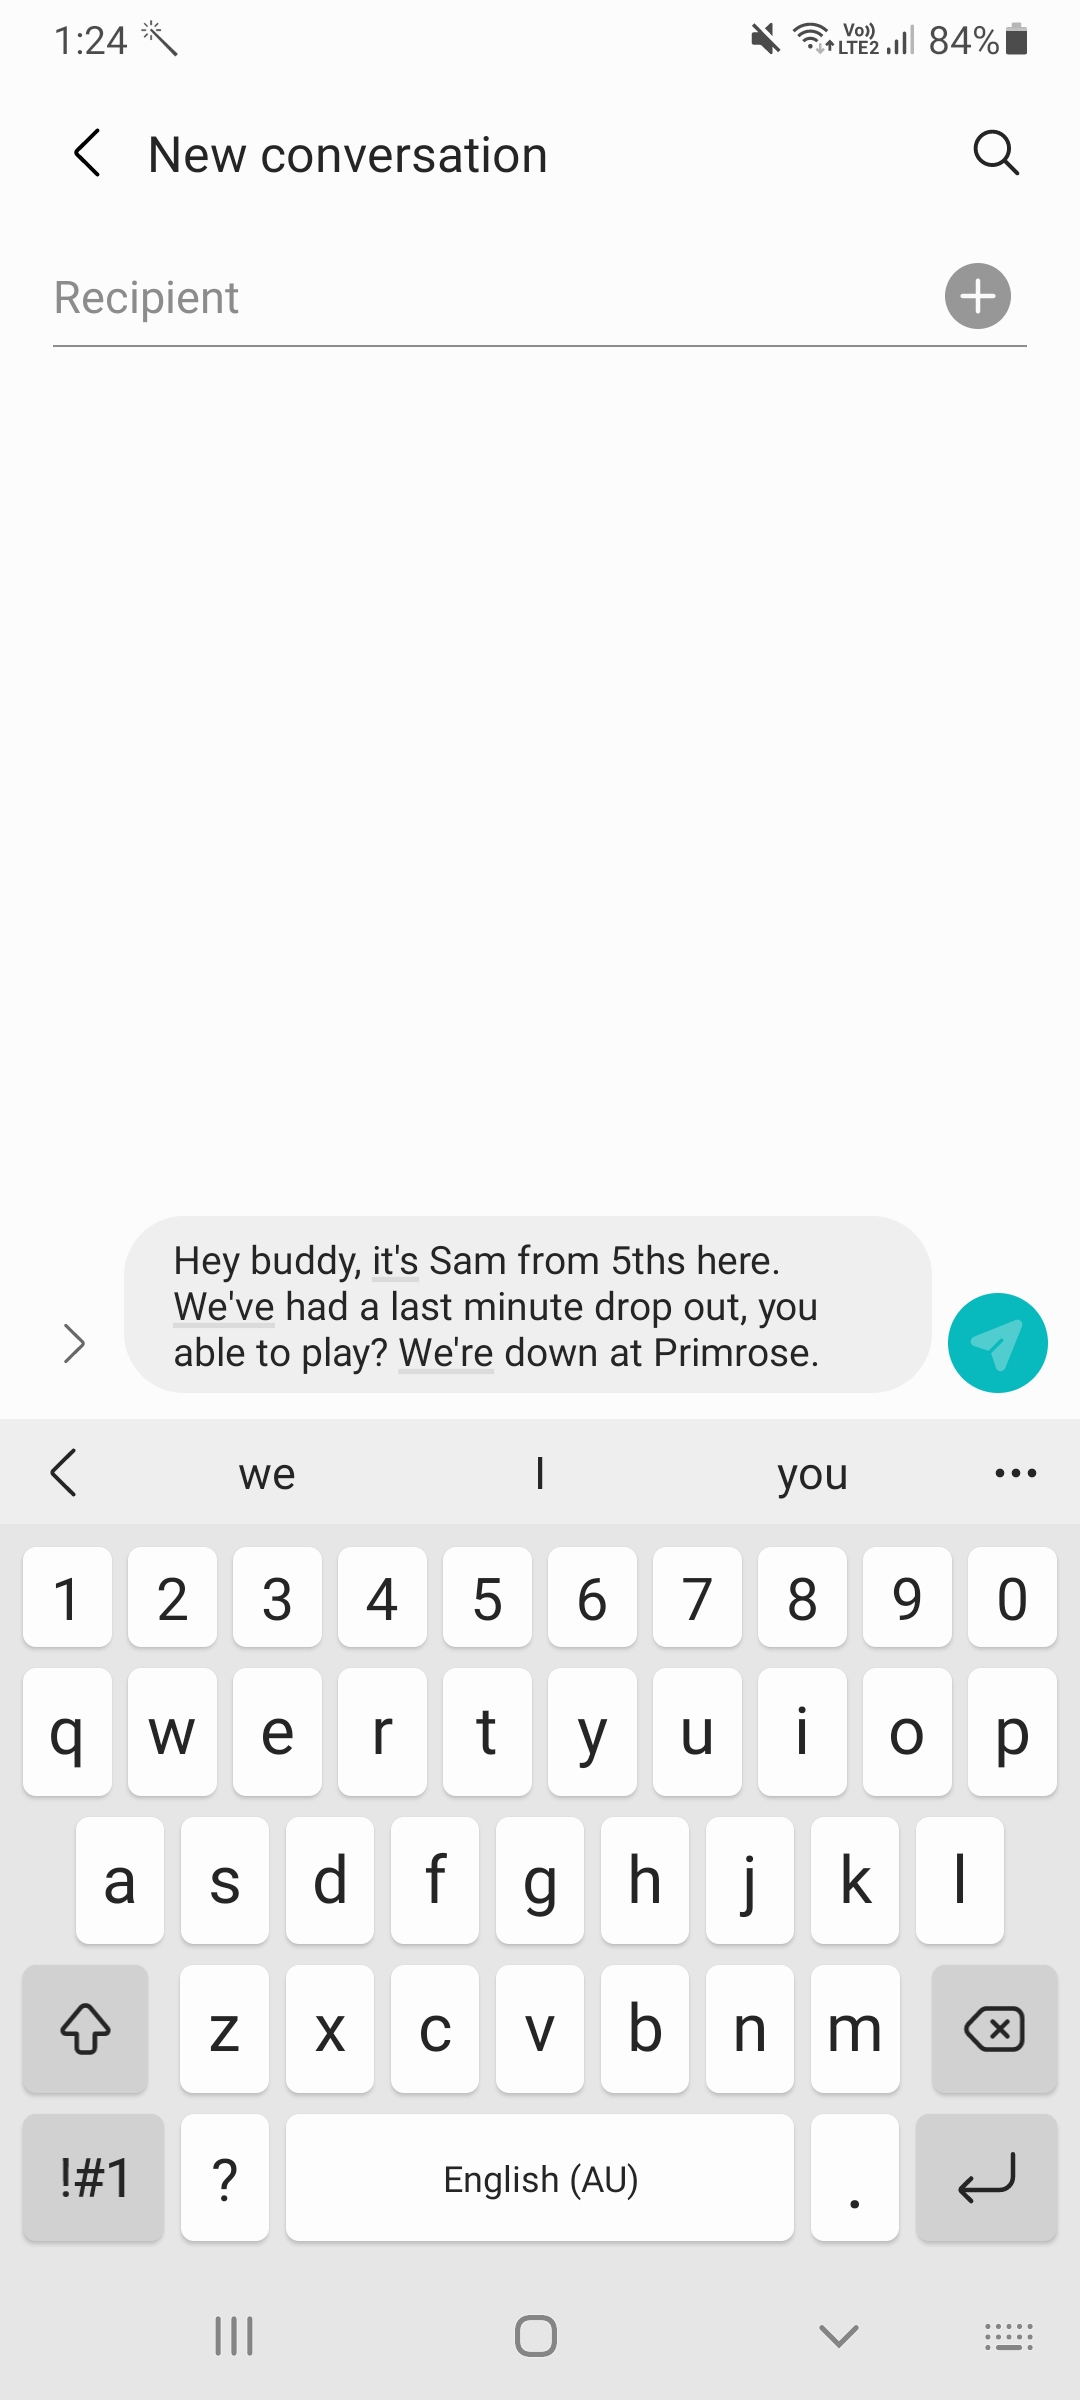 1:24 Vo)) LTE2 84%
New conversation
Recipient
Hey buddy, it's Sam from 5ths here.
We've had a last minute drop out, you
able to play? We're down at Primrose.
we I you
1 2 3 4 5 6 7 8 9 0
q w e r t y u i o p
a s d f g h j k l
z x c v b n m
!#1 ? English (AU) .